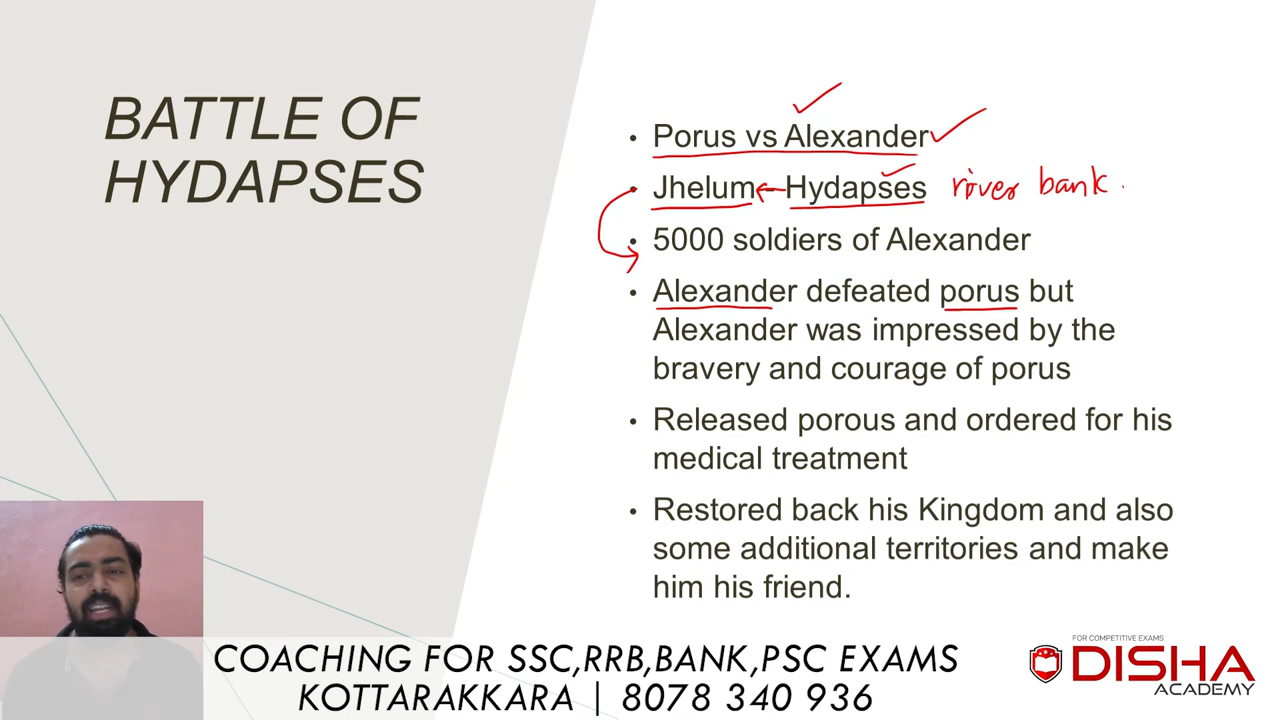 BATTLE OF
HYDAPSES
Porus vs Alexander
Jhelum ← Hydapses river bank.
5000 soldiers of Alexander
Alexander defeated porus but
Alexander was impressed by the
bravery and courage of porus
Released porous and ordered for his
medical treatment
Restored back his Kingdom and also
some additional territories and make
him his friend.
COACHING FOR SSC,RRB,BANK,PSC EXAMS
KOTTARAKKARA | 8078 340 936
FOR COMPETITIVE EXAMS
DISHA
ACADEMY